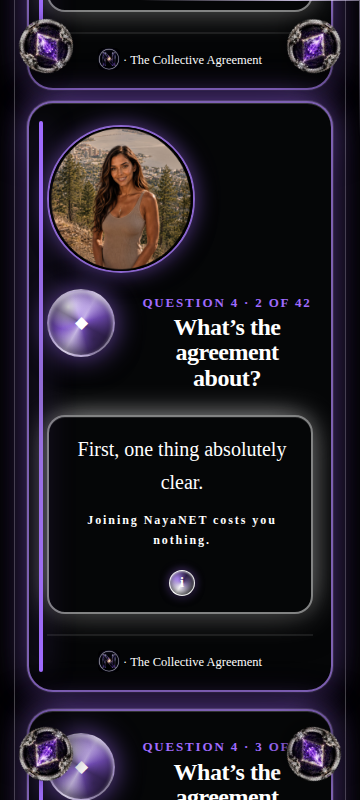 · The Collective Agreement
QUESTION 4 · 2 OF 42
What’s the
agreement
about?
First, one thing absolutely
clear.
Joining NayaNET costs you
nothing.
i
· The Collective Agreement
QUESTION 4 · 3 OF
What’s the
agreement